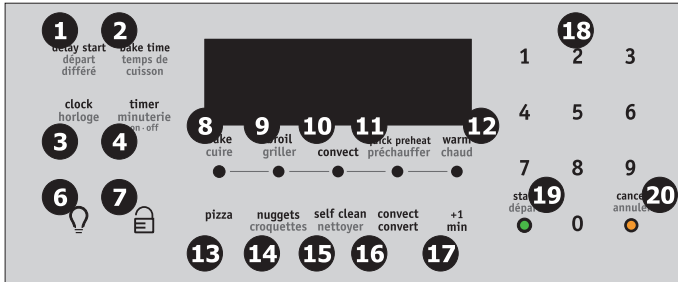 1 2 18
delay start bake time
départ temps de
différé cuisson
1 2 3
clock timer
horloge minuterie
on · off
4 5 6
3 4 8 9 10 11 12
bake broil convect quick preheat warm
cuire griller préchauffer chaud
7 8 9
6 7
start 19 cancel 20
départ annuler
0
pizza nuggets self clean convect +1
croquettes nettoyer convert min
13 14 15 16 17